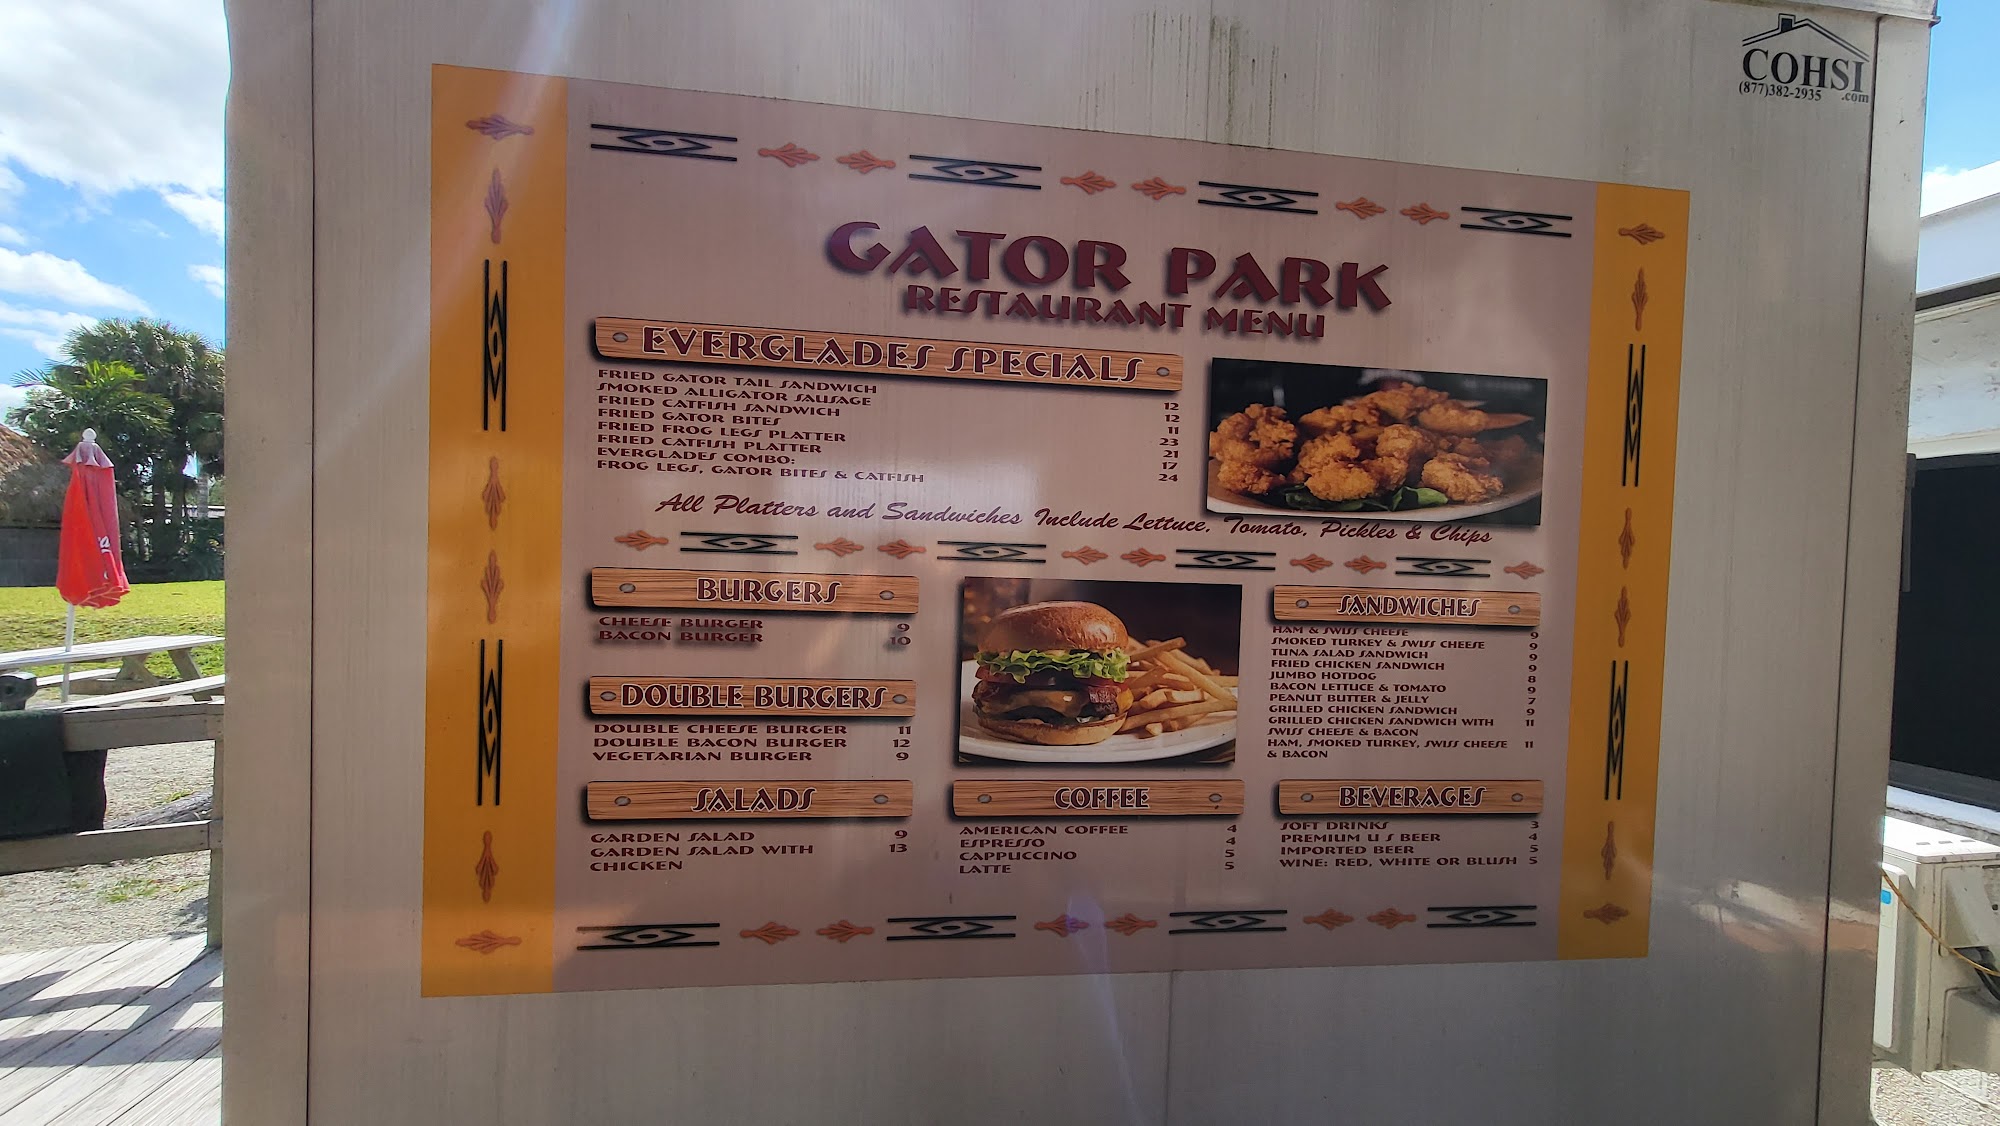 COHSI
(877)382-2935 .com
GATOR PARK
RESTAURANT MENU
EVERGLADES SPECIALS
FRIED GATOR TAIL SANDWICH 12
SMOKED ALLIGATOR SAUSAGE 12
FRIED CATFISH SANDWICH 11
FRIED GATOR BITES 23
FRIED FROG LEGS PLATTER 21
FRIED CATFISH PLATTER 17
EVERGLADES COMBO:
FROG LEGS, GATOR BITES & CATFISH 24
All Platters and Sandwiches Include Lettuce, Tomato, Pickles & Chips
BURGERS
CHEESE BURGER 9
BACON BURGER 10
DOUBLE BURGERS
DOUBLE CHEESE BURGER 11
DOUBLE BACON BURGER 12
VEGETARIAN BURGER 9
SANDWICHES
HAM & SWISS CHEESE 9
SMOKED TURKEY & SWISS CHEESE 9
TUNA SALAD SANDWICH 9
FRIED CHICKEN SANDWICH 9
JUMBO HOTDOG 8
BACON LETTUCE & TOMATO 9
PEANUT BUTTER & JELLY 7
GRILLED CHICKEN SANDWICH 9
GRILLED CHICKEN SANDWICH WITH 11
SWISS CHEESE & BACON
HAM, SMOKED TURKEY, SWISS CHEESE 11
& BACON
SALADS
GARDEN SALAD 9
GARDEN SALAD WITH 13
CHICKEN
COFFEE
AMERICAN COFFEE 4
ESPRESSO 4
CAPPUCCINO 5
LATTE 5
BEVERAGES
SOFT DRINKS 3
PREMIUM U S BEER 4
IMPORTED BEER 5
WINE: RED, WHITE OR BLUSH 5